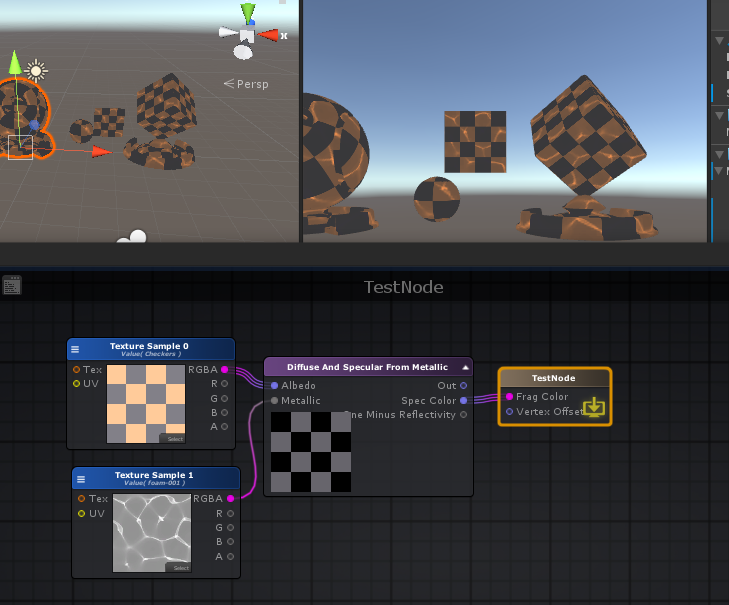 x
Persp
TestNode
Texture Sample 0
Value( Checkers )
Tex
RGBA
UV
R
G
B
A
Select
Diffuse And Specular From Metallic
Albedo
Out
Metallic
Spec Color
One Minus Reflectivity
TestNode
Frag Color
Vertex Offset
Texture Sample 1
Value( foam-001 )
Tex
RGBA
UV
R
G
B
A
Select